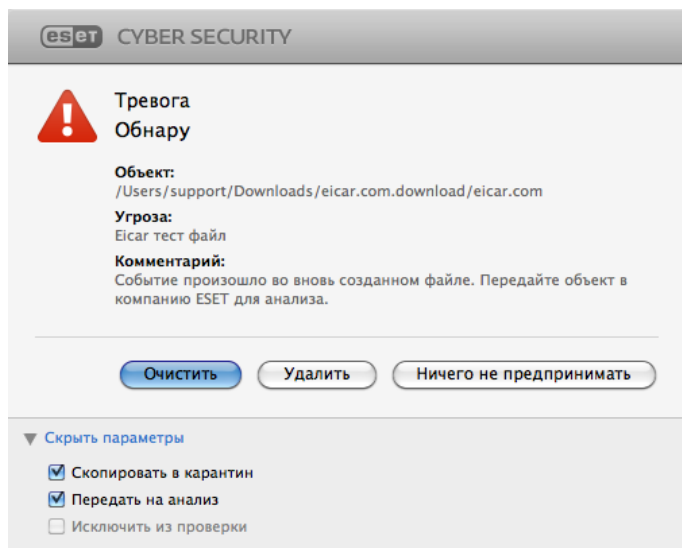 eset CYBER SECURITY
Тревога
Обнару
Объект:
/Users/support/Downloads/eicar.com.download/eicar.com
Угроза:
Eicar тест файл
Комментарий:
Событие произошло во вновь созданном файле. Передайте объект в
компанию ESET для анализа.
Очистить Удалить Ничего не предпринимать
Скрыть параметры
Скопировать в карантин
Передать на анализ
Исключить из проверки